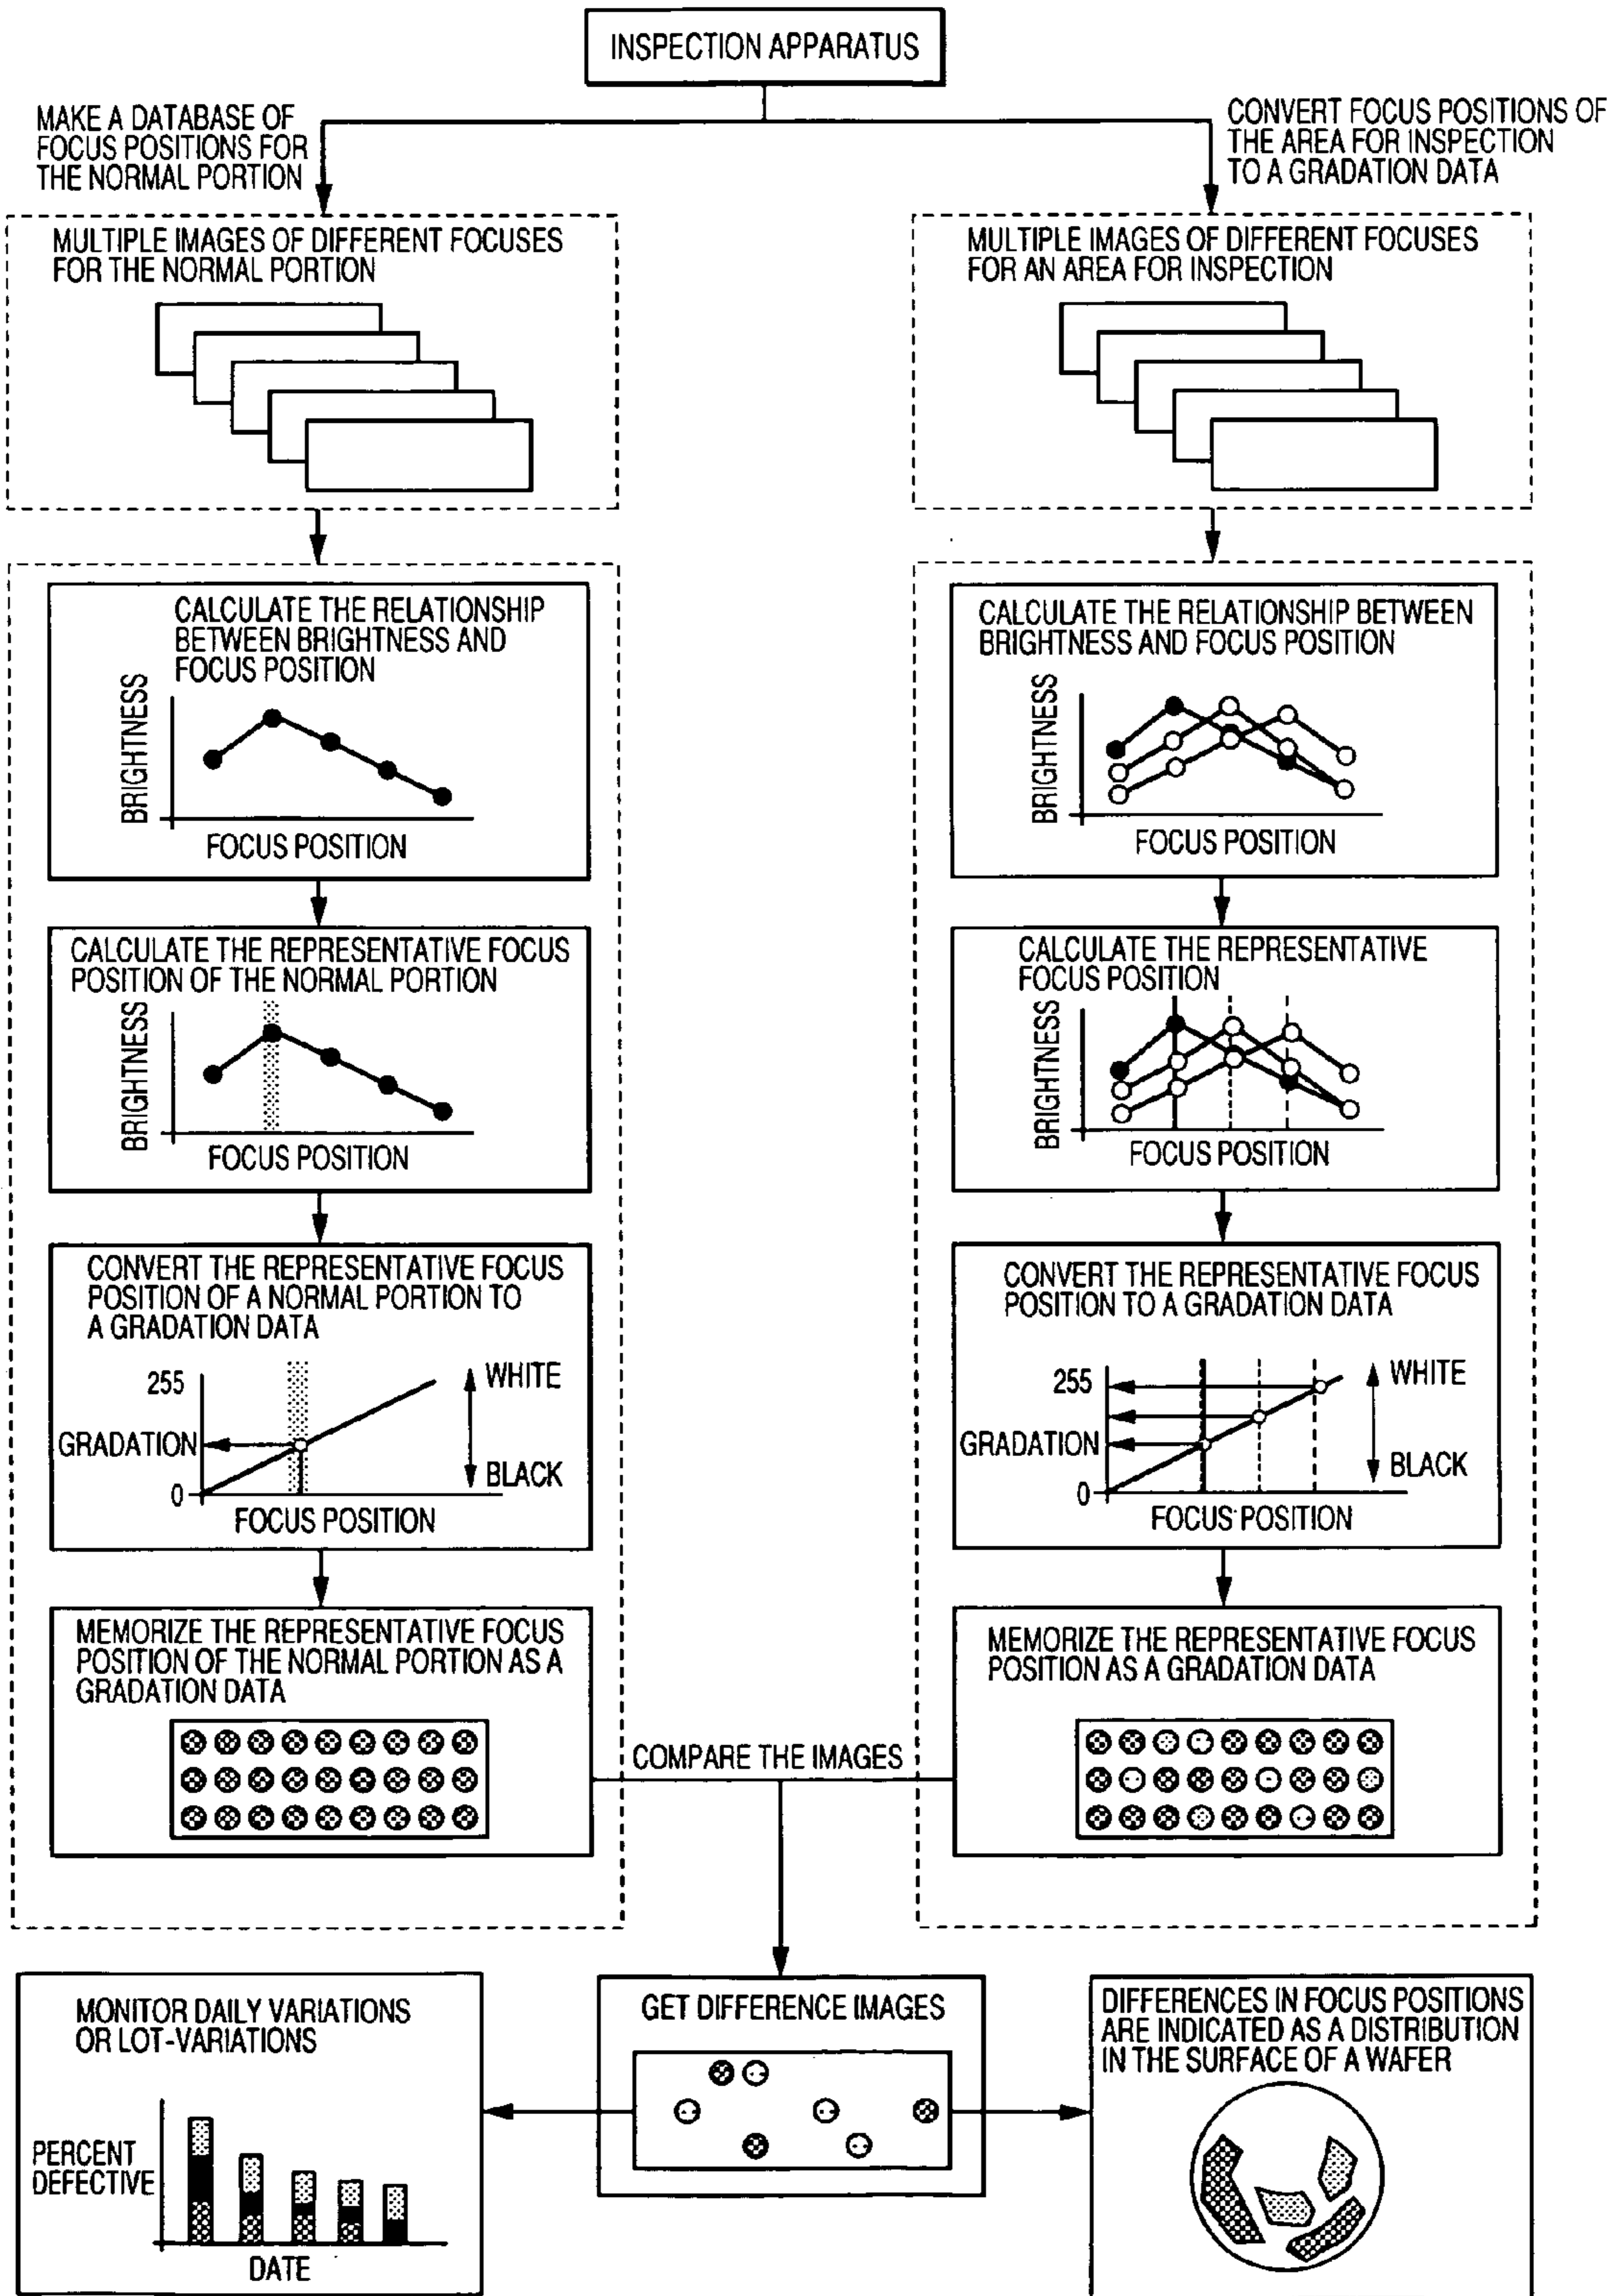 INSPECTION APPARATUS
MAKE A DATABASE OF
FOCUS POSITIONS FOR
THE NORMAL PORTION
CONVERT FOCUS POSITIONS OF
THE AREA FOR INSPECTION
TO A GRADATION DATA
MULTIPLE IMAGES OF DIFFERENT FOCUSES
FOR THE NORMAL PORTION
MULTIPLE IMAGES OF DIFFERENT FOCUSES
FOR AN AREA FOR INSPECTION
CALCULATE THE RELATIONSHIP
BETWEEN BRIGHTNESS AND
FOCUS POSITION
BRIGHTNESS
FOCUS POSITION
CALCULATE THE RELATIONSHIP BETWEEN
BRIGHTNESS AND FOCUS POSITION
BRIGHTNESS
FOCUS POSITION
CALCULATE THE REPRESENTATIVE FOCUS
POSITION OF THE NORMAL PORTION
BRIGHTNESS
FOCUS POSITION
CALCULATE THE REPRESENTATIVE
FOCUS POSITION
BRIGHTNESS
FOCUS POSITION
CONVERT THE REPRESENTATIVE FOCUS
POSITION OF A NORMAL PORTION TO
A GRADATION DATA
255
WHITE
GRADATION
BLACK
0
FOCUS POSITION
CONVERT THE REPRESENTATIVE FOCUS
POSITION TO A GRADATION DATA
255
WHITE
GRADATION
BLACK
0
FOCUS POSITION
MEMORIZE THE REPRESENTATIVE FOCUS
POSITION OF THE NORMAL PORTION AS A
GRADATION DATA
MEMORIZE THE REPRESENTATIVE FOCUS
POSITION AS A GRADATION DATA
COMPARE THE IMAGES
MONITOR DAILY VARIATIONS
OR LOT-VARIATIONS
PERCENT
DEFECTIVE
DATE
GET DIFFERENCE IMAGES
DIFFERENCES IN FOCUS POSITIONS
ARE INDICATED AS A DISTRIBUTION
IN THE SURFACE OF A WAFER